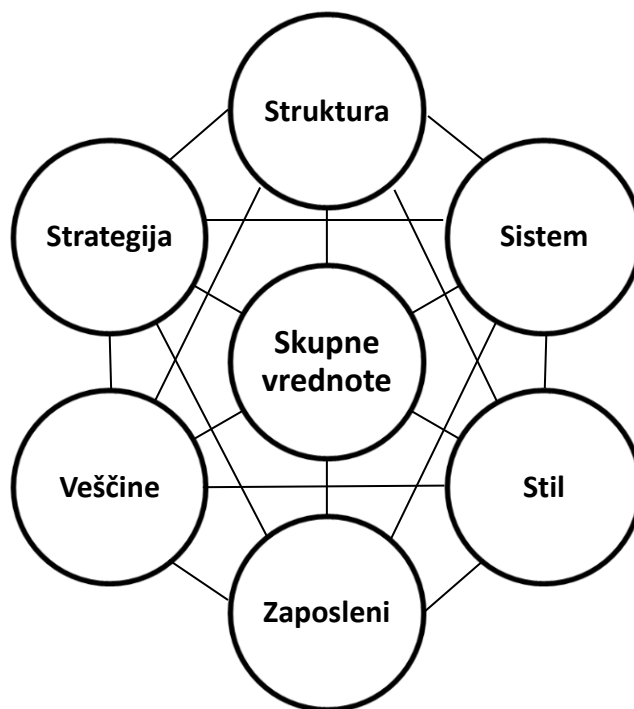 Struktura
Strategija
Sistem
Skupne
vrednote
Veščine
Stil
Zaposleni